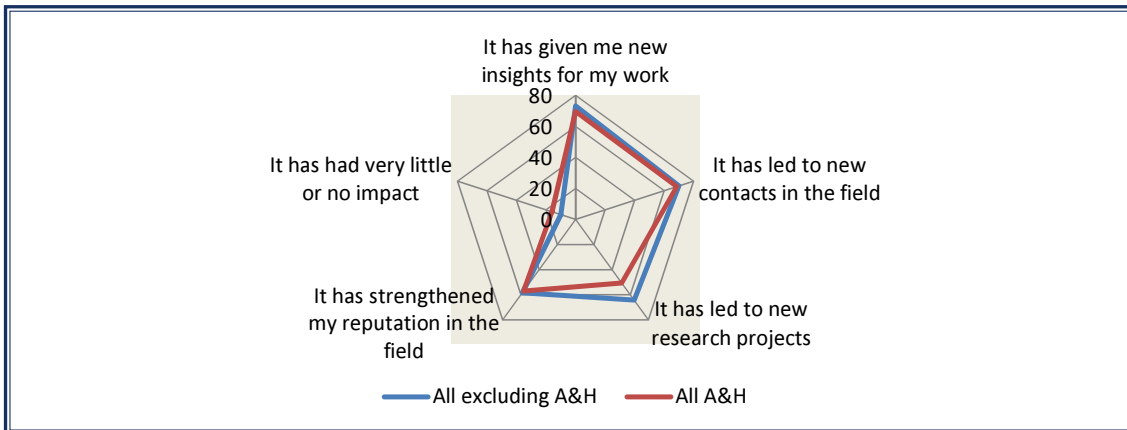 It has given me new
insights for my work
80
60
40
20
0
It has had very little
or no impact
It has led to new
contacts in the field
It has strengthened
my reputation in the
field
It has led to new
research projects
All excluding A&H
All A&H